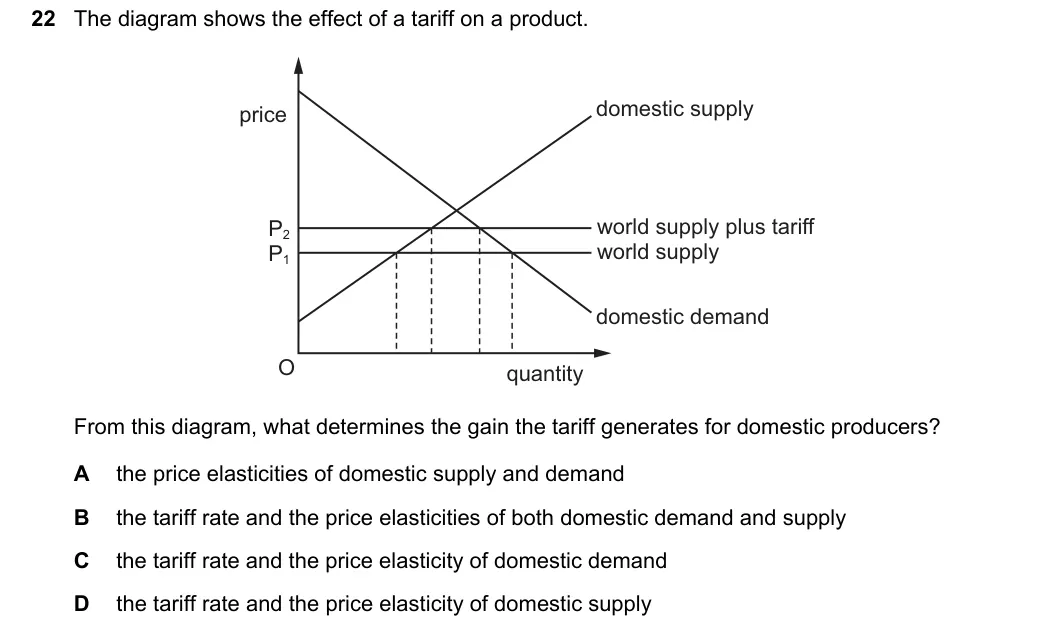 22 The diagram shows the effect of a tariff on a product.
price
domestic supply
P2
world supply plus tariff
P1
world supply
domestic demand
O
quantity
From this diagram, what determines the gain the tariff generates for domestic producers?
A the price elasticities of domestic supply and demand
B the tariff rate and the price elasticities of both domestic demand and supply
C the tariff rate and the price elasticity of domestic demand
D the tariff rate and the price elasticity of domestic supply